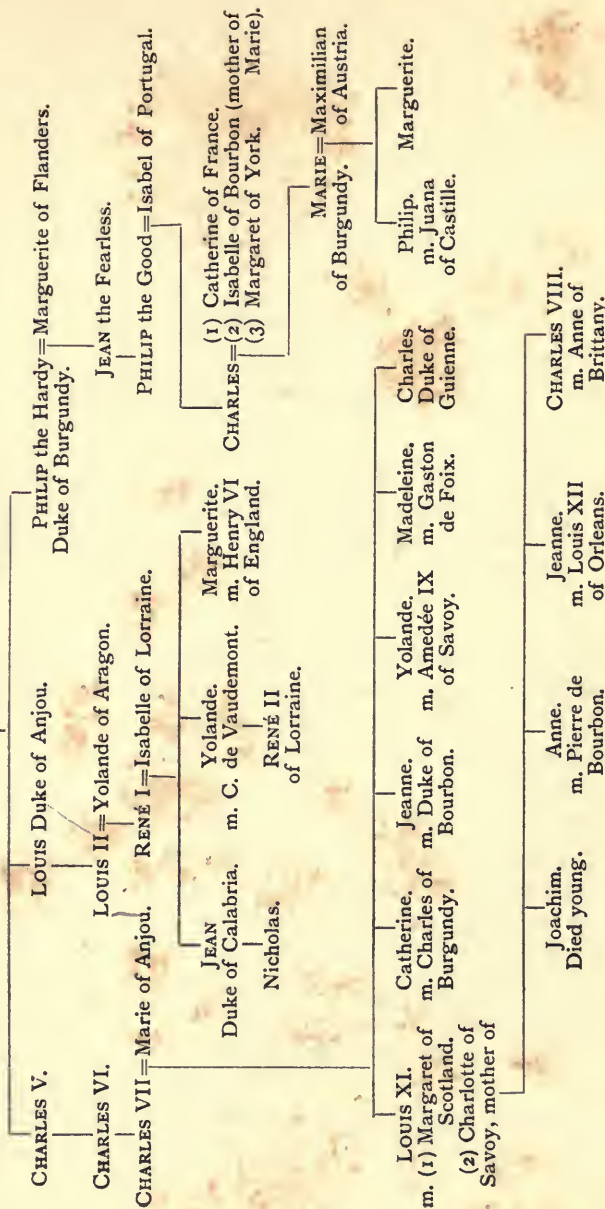 CHARLES V.
LOUIS Duke of Anjou.
PHILIP the Hardy=Marguerite of Flanders.
Duke of Burgundy.
CHARLES VI.
LOUIS II=Yolande of Aragon.
JEAN the Fearless.
CHARLES VII=Marie of Anjou.
RENÉ I=Isabelle of Lorraine.
PHILIP the Good=Isabel of Portugal.
JEAN
Duke of Calabria.
Nicholas.
Yolande.
m. C. de Vaudemont.
RENÉ II
of Lorraine.
Marguerite.
m. Henry VI
of England.
CHARLES=
(1) Catherine of France.
(2) Isabelle of Bourbon (mother of
Marie).
(3) Margaret of York.
MARIE=Maximilian
of Burgundy.
of Austria.
Philip.
m. Juana
of Castille.
Marguerite.
LOUIS XI.
m. (1) Margaret of
Scotland.
(2) Charlotte of
Savoy, mother of
Catherine.
m. Charles of
Burgundy.
Jeanne.
m. Duke of
Bourbon.
Yolande.
m. Amedée IX
of Savoy.
Madeleine.
m. Gaston
de Foix.
Charles
Duke of
Guienne.
Joachim.
Died young.
Anne.
m. Pierre de
Bourbon.
Jeanne.
m. Louis XII
of Orleans.
CHARLES VIII.
m. Anne of
Brittany.